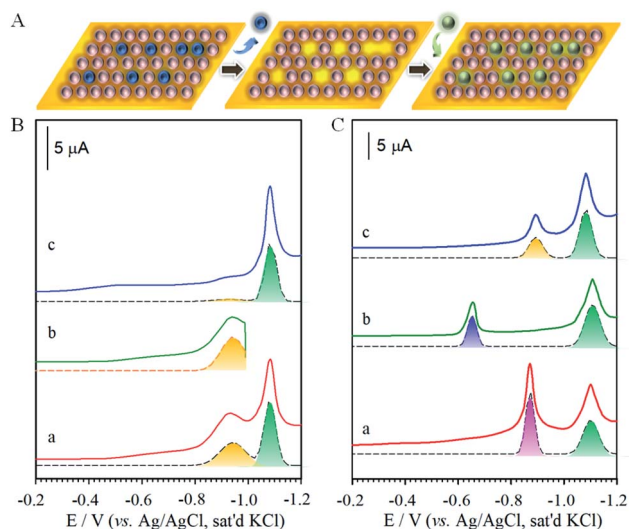 A
B
5 μA
c
b
a
-0.2 -0.4 -0.6 -0.8 -1.0 -1.2
E / V (vs. Ag/AgCl, sat'd KCl)
C
5 μA
c
b
a
-0.2 -0.4 -0.6 -0.8 -1.0 -1.2
E / V (vs. Ag/AgCl, sat'd KCl)